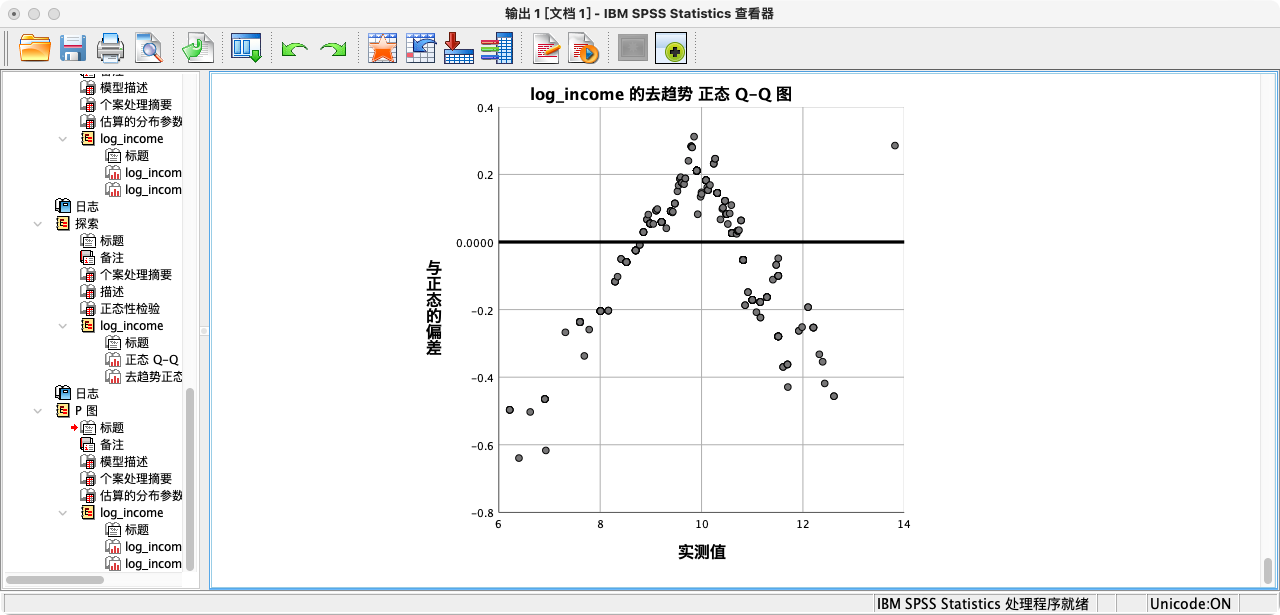 输出 1 [文档 1] - IBM SPSS Statistics 查看器
备注
模型描述
个案处理摘要
估算的分布参数
log_income
标题
log_incom
log_incom
日志
探索
标题
备注
个案处理摘要
描述
正态性检验
log_income
标题
正态 Q-Q
去趋势正态
日志
P 图
标题
备注
模型描述
个案处理摘要
估算的分布参数
log_income
标题
log_incom
log_incom
log_income 的去趋势 正态 Q-Q 图
0.4
0.2
0.0000
-0.2
-0.4
-0.6
-0.8
与正态的偏差
6 8 10 12 14
实测值
IBM SPSS Statistics 处理程序就绪
Unicode:ON